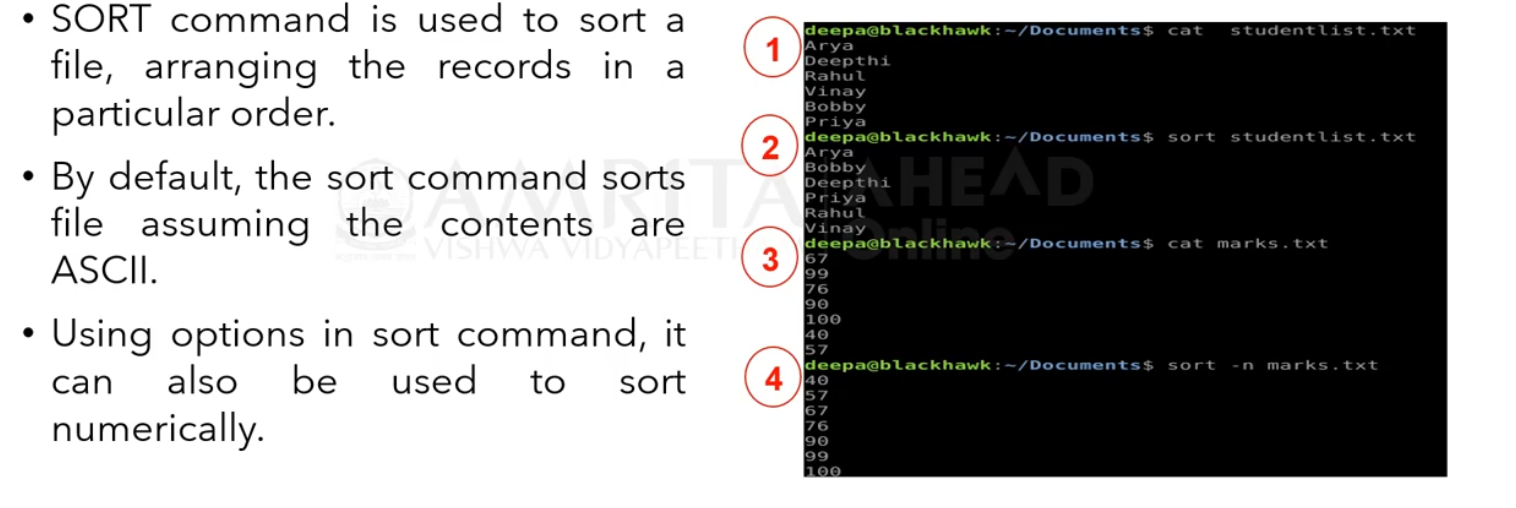 • SORT command is used to sort a
file, arranging the records in a
particular order.
• By default, the sort command sorts
file assuming the contents are
ASCII.
• Using options in sort command, it
can also be used to sort
numerically.
AMRITA AHEAD
VISHWA VIDYAPEETH
Online
1
deepa@blackhawk:~/Documents$ cat  studentlist.txt
Arya
Deepthi
Rahul
Vinay
Bobby
Priya
2
deepa@blackhawk:~/Documents$ sort studentlist.txt
Arya
Bobby
Deepthi
Priya
Rahul
Vinay
3
deepa@blackhawk:~/Documents$ cat marks.txt
67
99
76
90
100
40
57
4
deepa@blackhawk:~/Documents$ sort -n marks.txt
40
57
67
76
90
99
100